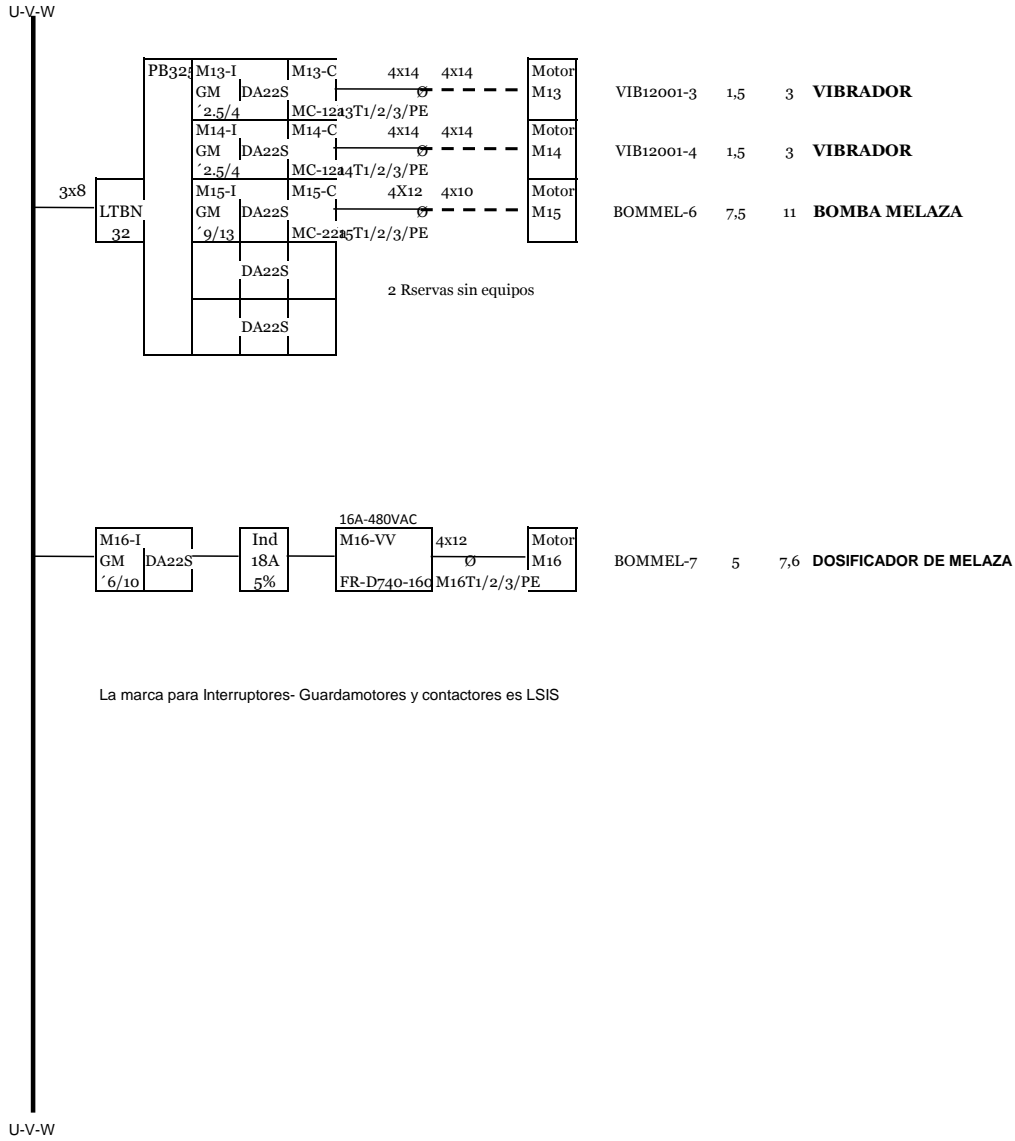 U-V-W
PB325 M13-I M13-C 4x14 4x14 Motor
GM DA22S Ø M13 VIB12001-3 1,5 3 VIBRADOR
´2.5/4 MC-12a 13T1/2/3/PE
M14-I M14-C 4x14 4x14 Motor
GM DA22S Ø M14 VIB12001-4 1,5 3 VIBRADOR
´2.5/4 MC-12a 14T1/2/3/PE
3x8 M15-I M15-C 4X12 4x10 Motor
LTBN GM DA22S Ø M15 BOMMEL-6 7,5 11 BOMBA MELAZA
32 ´9/13 MC-22a 15T1/2/3/PE
DA22S
2 Rservas sin equipos
DA22S
16A-480VAC
M16-I Ind M16-VV 4x12 Motor
GM DA22S 18A Ø M16 BOMMEL-7 5 7,6 DOSIFICADOR DE MELAZA
´6/10 5% FR-D740-160 M16T1/2/3/PE
La marca para Interruptores- Guardamotores y contactores es LSIS
U-V-W